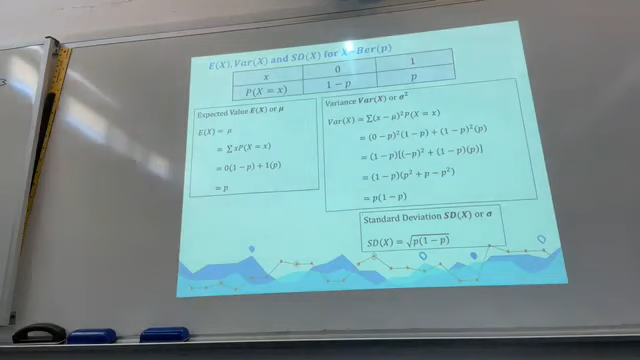 E(X), Var(X) and SD(X) for X~Ber(p)
x 0 1
P(X = x) 1 − p p
Expected Value E(X) or μ
E(X) = μ
= ∑xP(X = x)
= 0(1 − p) + 1(p)
= p
Variance Var(X) or σ²
Var(X) = ∑(x − μ)²P(X = x)
= (0 − p)²(1 − p) + (1 − p)²(p)
= (1 − p)[(−p)² + (1 − p)(p)]
= (1 − p)(p² + p − p²)
= p(1 − p)
Standard Deviation SD(X) or σ
SD(X) = √p(1 − p)